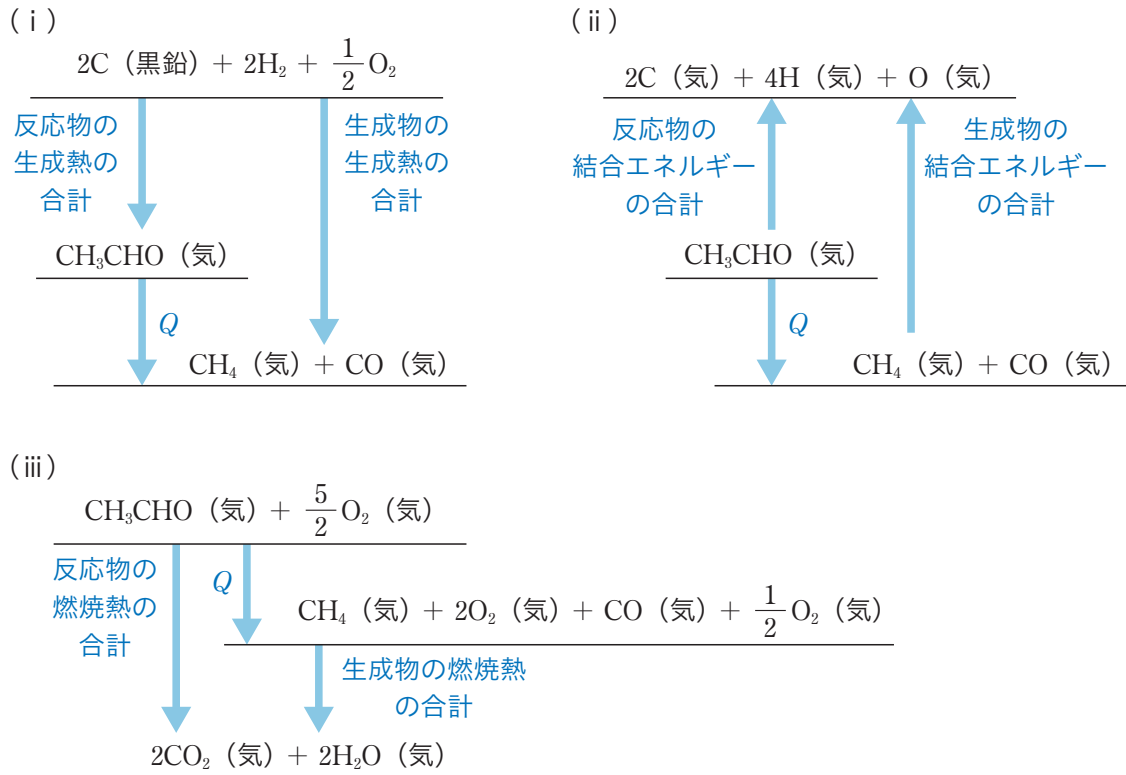 (ⅰ)
2C(黒鉛)+ 2H₂ + 1/2 O₂
反応物の
生成熱の
合計
生成物の
生成熱の
合計
CH₃CHO(気)
Q
CH₄(気)+ CO(気)
(ⅱ)
2C(気)+ 4H(気)+ O(気)
反応物の
結合エネルギー
の合計
生成物の
結合エネルギー
の合計
CH₃CHO(気)
Q
CH₄(気)+ CO(気)
(ⅲ)
CH₃CHO(気)+ 5/2 O₂(気)
反応物の
燃焼熱の
合計
Q
CH₄(気)+ 2O₂(気)+ CO(気)+ 1/2 O₂(気)
生成物の燃焼熱
の合計
2CO₂(気)+ 2H₂O(気)